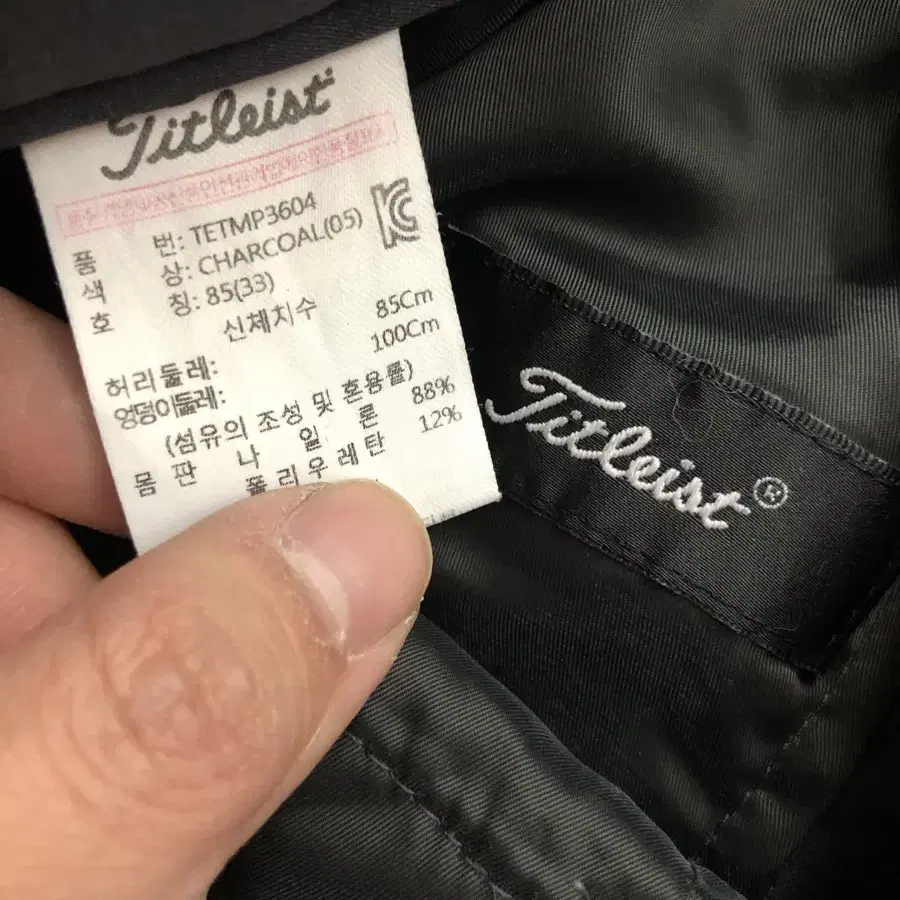 Titleist
품 번: TETMP3604
색 상: CHARCOAL(05)
호 칭: 85(33)
신체치수
허리둘레: 85Cm
엉덩이둘레: 100Cm
(섬유의 조성 및 혼용률)
몸 판 나 일 론 88%
폴 리 우 레 탄 12%
Titleist®